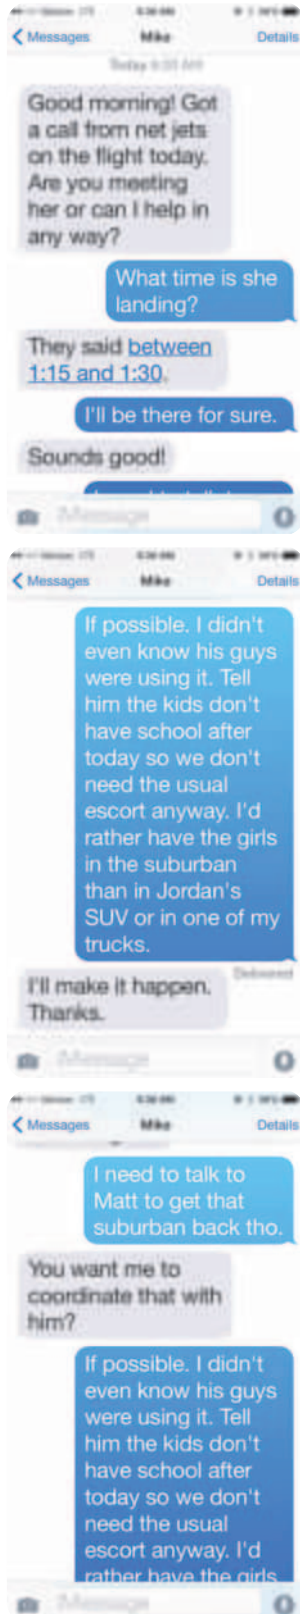 Messages Mike Details
Good morning! Got
a call from net jets
on the flight today.
Are you meeting
her or can I help in
any way?
What time is she
landing?
They said between
1:15 and 1:30.
I'll be there for sure.
Sounds good!
Message
Messages Mike Details
If possible. I didn't
even know his guys
were using it. Tell
him the kids don't
have school after
today so we don't
need the usual
escort anyway. I'd
rather have the girls
in the suburban
than in Jordan's
SUV or in one of my
trucks.
Delivered
I'll make it happen.
Thanks.
Message
Messages Mike Details
I need to talk to
Matt to get that
suburban back tho.
You want me to
coordinate that with
him?
If possible. I didn't
even know his guys
were using it. Tell
him the kids don't
have school after
today so we don't
need the usual
escort anyway. I'd
rather have the girls
Message